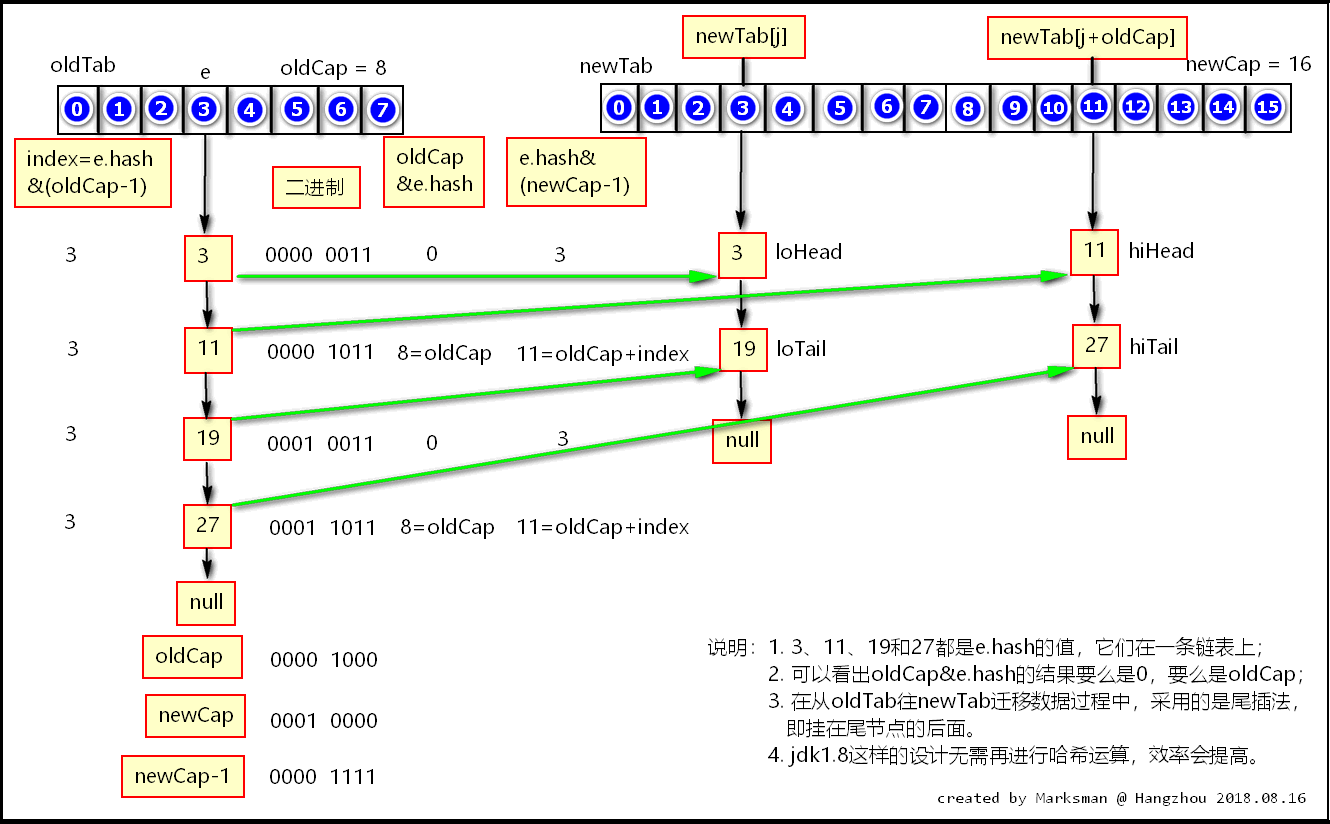 newTab[j]
newTab[j+oldCap]
oldTab
e
oldCap = 8
newTab
newCap = 16
0 1 2 3 4 5 6 7
0 1 2 3 4 5 6 7 8 9 10 11 12 13 14 15
index=e.hash
&(oldCap-1)
二进制
oldCap
&e.hash
e.hash&
(newCap-1)
3 3 0000 0011 0 3 3 loHead 11 hiHead
3 11 0000 1011 8=oldCap 11=oldCap+index 19 loTail 27 hiTail
3 19 0001 0011 0 3 null null
3 27 0001 1011 8=oldCap 11=oldCap+index
null
oldCap 0000 1000
newCap 0001 0000
newCap-1 0000 1111
说明：1. 3、11、19和27都是e.hash的值，它们在一条链表上；
2. 可以看出oldCap&e.hash的结果要么是0，要么是oldCap；
3. 在从oldTab往newTab迁移数据过程中，采用的是尾插法，
即挂在尾节点的后面。
4. jdk1.8这样的设计无需再进行哈希运算，效率会提高。
created by Marksman @ Hangzhou 2018.08.16